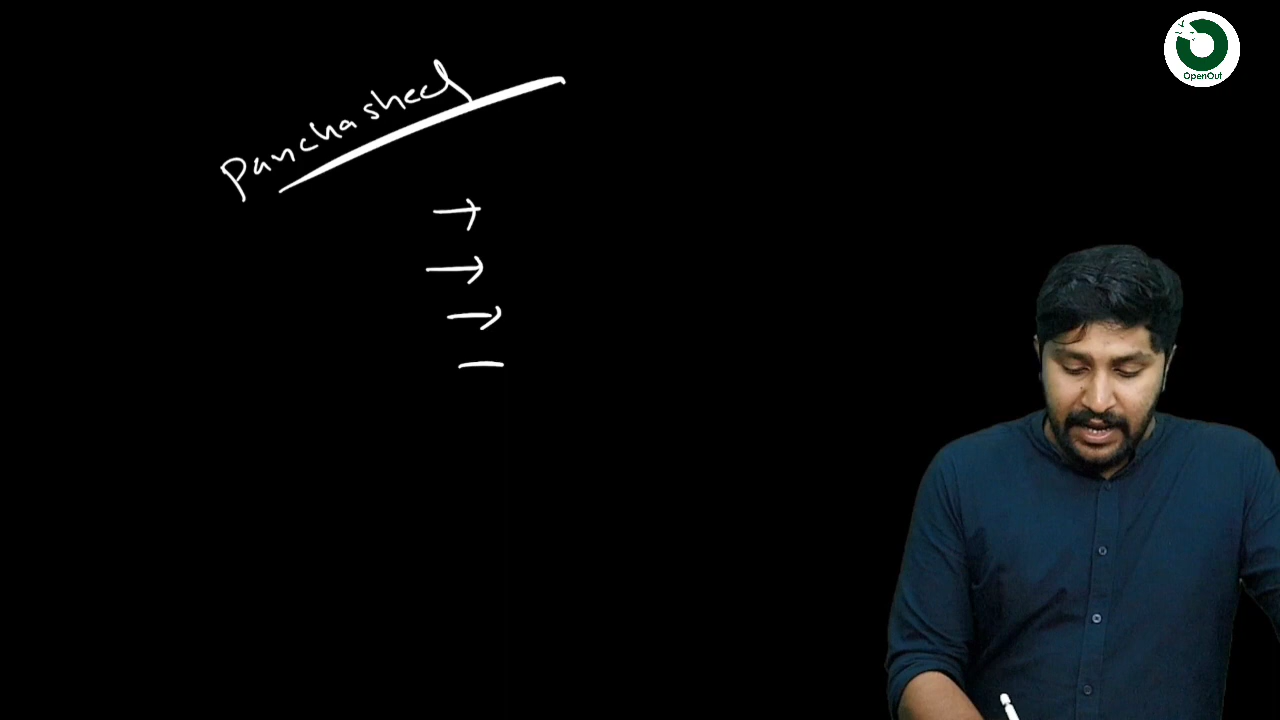 Panchasheel
→
→
→
—
OpenOut